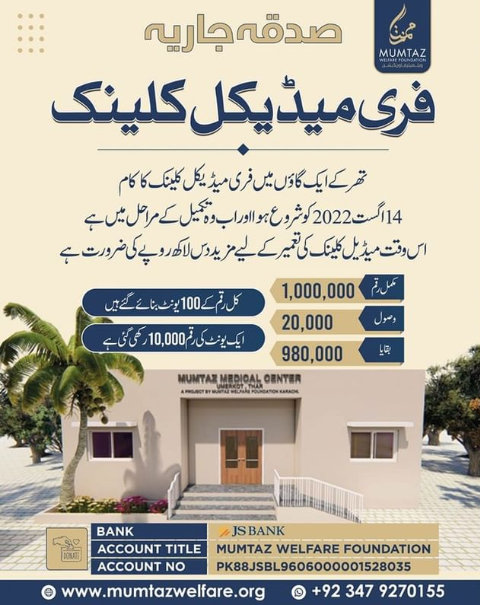 صدقہ جاریہ
MUMTAZ
WELFARE FOUNDATION
فری میڈیکل کلینک
تھر کے ایک گاؤں میں فری میڈیکل کلینک کا کام
14 اگست 2022 کو شروع ہوا اور اب وہ تکمیل کے مراحل میں ہے
اس وقت میڈیل کلینک کی تعمیر کے لیے مزید دس لاکھ روپے کی ضرورت ہے
مکمل رقم 1,000,000
وصول 20,000
بقایا 980,000
کل رقم کے 100 یونٹ بنائے گئے ہیں
ایک یونٹ کی رقم 10,000 رکھی گئی ہے
MUMTAZ MEDICAL CENTER
UMERKOT, THAR
A PROJECT BY MUMTAZ WELFARE FOUNDATION KARACHI.
DONATE
BANK JS BANK
ACCOUNT TITLE MUMTAZ WELFARE FOUNDATION
ACCOUNT NO PK88JSBL9606000001528035
www.mumtazwelfare.org +92 347 9270155